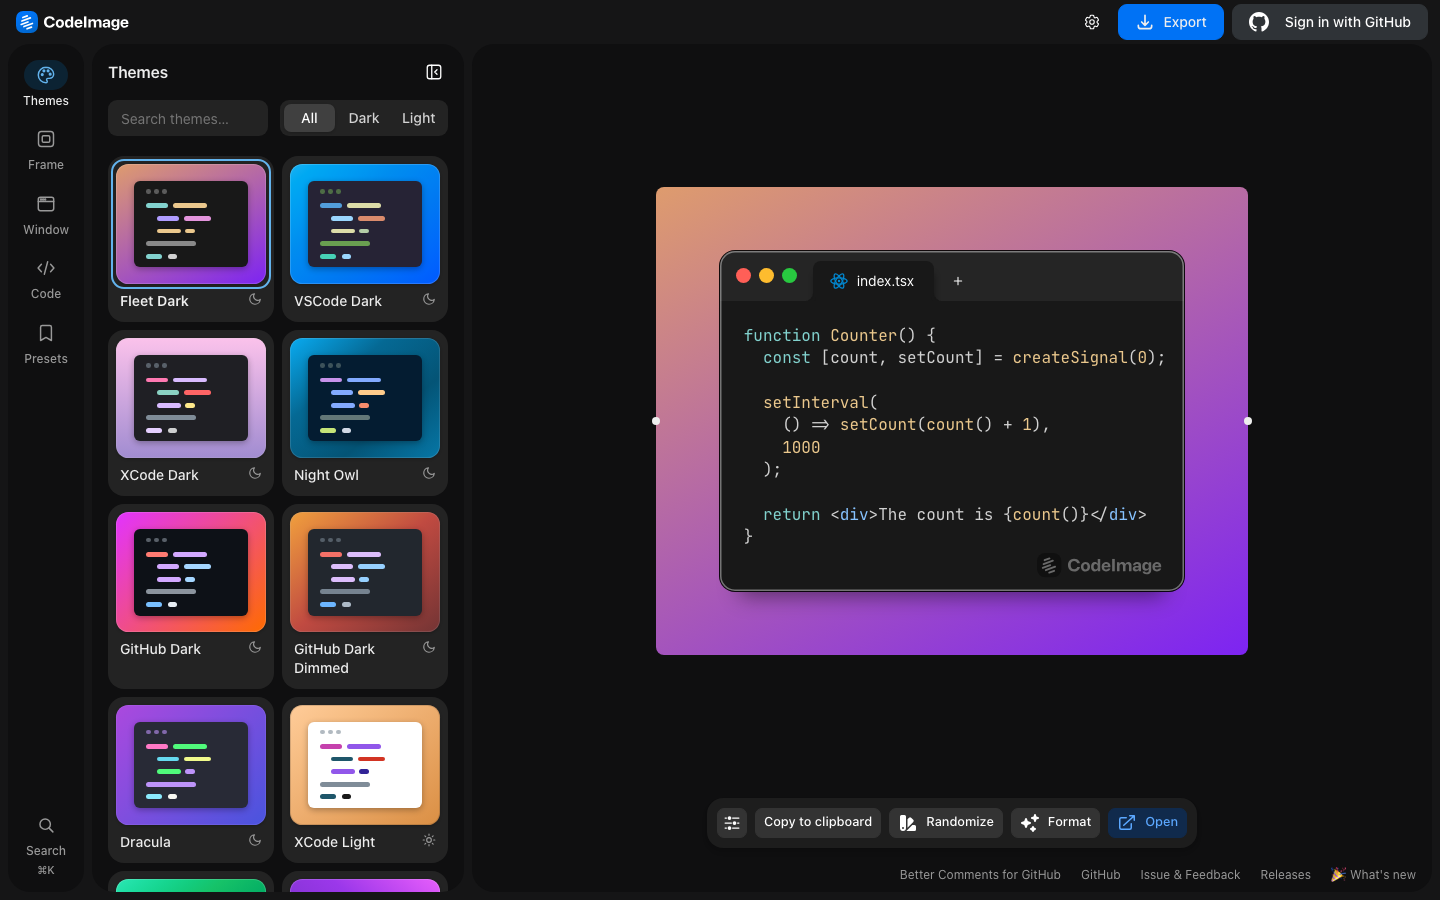 CodeImage
Export
Sign in with GitHub
Themes
Frame
Window
Code
Presets
Search
⌘K
Themes
Search themes...
All
Dark
Light
Fleet Dark
VSCode Dark
XCode Dark
Night Owl
GitHub Dark
GitHub Dark
Dimmed
Dracula
XCode Light
index.tsx
+
function Counter() {
  const [count, setCount] = createSignal(0);
  setInterval(
    () => setCount(count() + 1),
    1000
  );
  return <div>The count is {count()}</div>
}
CodeImage
Copy to clipboard
Randomize
Format
Open
Better Comments for GitHub
GitHub
Issue & Feedback
Releases
🎉 What's new